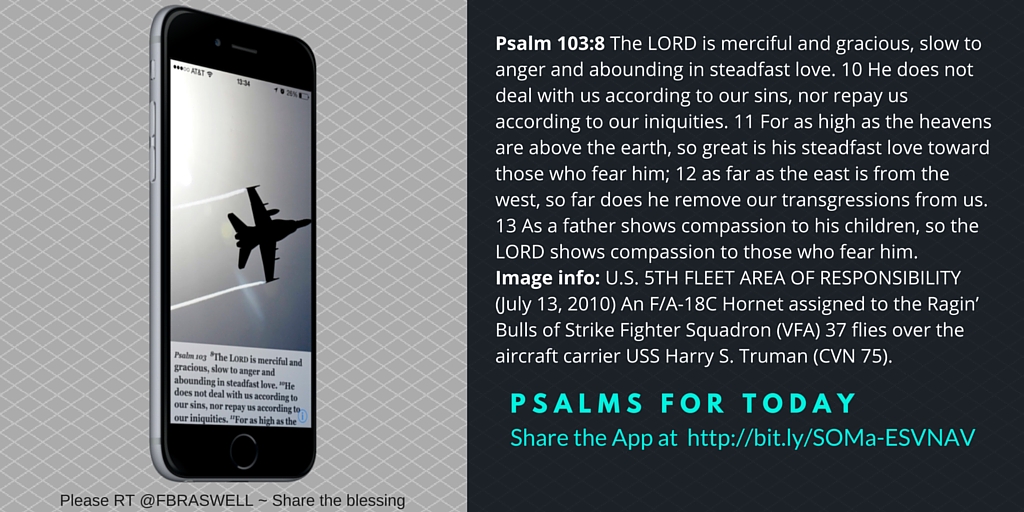 AT&T
13:34
26%
Psalm 103 ⁸The LORD is merciful and
gracious, slow to anger and
abounding in steadfast love. ¹⁰He
does not deal with us according to
our sins, nor repay us according to
our iniquities. ¹¹For as high as the
Please RT @FBRASWELL ~ Share the blessing
Psalm 103:8 The LORD is merciful and gracious, slow to
anger and abounding in steadfast love. 10 He does not
deal with us according to our sins, nor repay us
according to our iniquities. 11 For as high as the heavens
are above the earth, so great is his steadfast love toward
those who fear him; 12 as far as the east is from the
west, so far does he remove our transgressions from us.
13 As a father shows compassion to his children, so the
LORD shows compassion to those who fear him.
Image info: U.S. 5TH FLEET AREA OF RESPONSIBILITY
(July 13, 2010) An F/A-18C Hornet assigned to the Ragin’
Bulls of Strike Fighter Squadron (VFA) 37 flies over the
aircraft carrier USS Harry S. Truman (CVN 75).
PSALMS FOR TODAY
Share the App at http://bit.ly/SOMa-ESVNAV